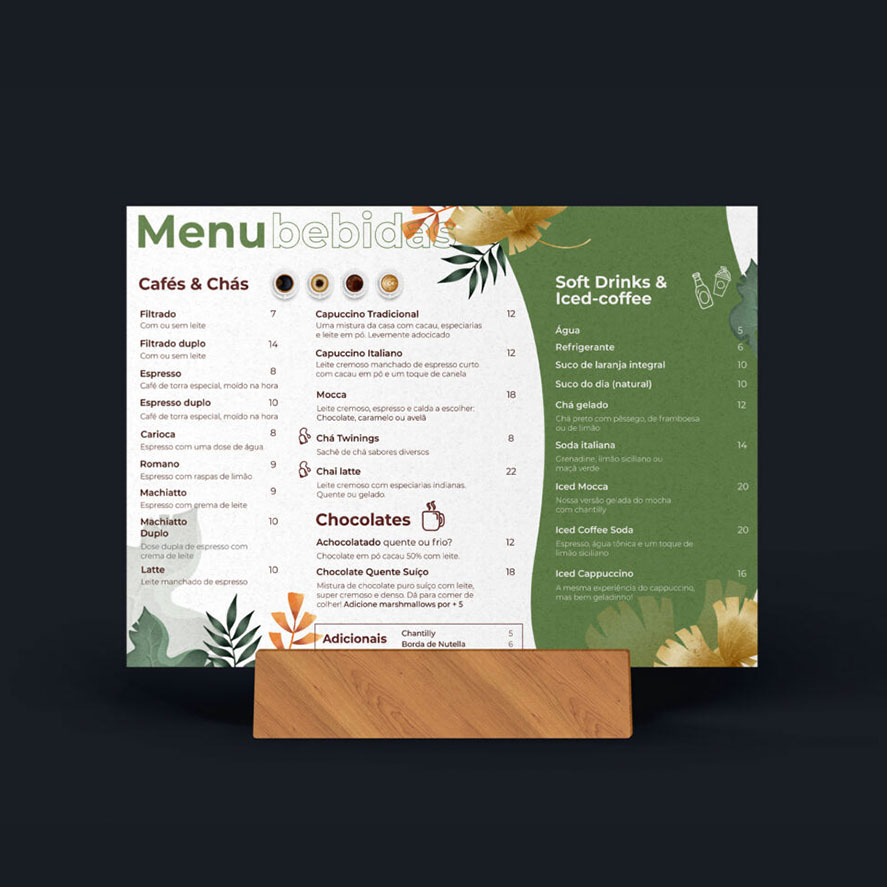 Menu bebidas
Cafés & Chás
Filtrado 7
Com ou sem leite
Filtrado duplo 14
Com ou sem leite
Espresso 8
Café de torra especial, moído na hora
Espresso duplo 10
Café de torra especial, moído na hora
Carioca 8
Espresso com uma dose de água
Romano 9
Espresso com raspas de limão
Machiatto 9
Espresso com crema de leite
Machiatto 10
Duplo
Dose dupla de espresso com
crema de leite
Latte 10
Leite manchado de espresso
Capuccino Tradicional 12
Uma mistura da casa com cacau, especiarias
e leite em pó. Levemente adocicado
Capuccino Italiano 12
Leite cremoso manchado de espresso curto
com cacau em pó e um toque de canela
Mocca 18
Leite cremoso, espresso e calda a escolher:
Chocolate, caramelo ou avelã
Chá Twinings 8
Sachê de chá sabores diversos
Chai latte 22
Leite cremoso com especiarias indianas.
Quente ou gelado.
Chocolates
Achocolatado quente ou frio? 12
Chocolate em pó cacau 50% com leite.
Chocolate Quente Suíço 18
Mistura de chocolate puro suíço com leite,
super cremoso e denso. Dá para comer de
colher! Adicione marshmallows por + 5
Adicionais
Chantilly 5
Borda de Nutella 6
Soft Drinks &
Iced-coffee
Água 5
Refrigerante 6
Suco de laranja integral 10
Suco do dia (natural) 10
Chá gelado 12
Chá preto com pêssego, de framboesa
ou de limão
Soda italiana 14
Grenadine, limão siciliano ou
maçã verde
Iced Mocca 20
Nossa versão gelada do mocha
com chantilly
Iced Coffee Soda 20
Espresso, água tônica e um toque de
limão siciliano
Iced Cappuccino 16
A mesma experiência do cappuccino,
mas bem geladinho!